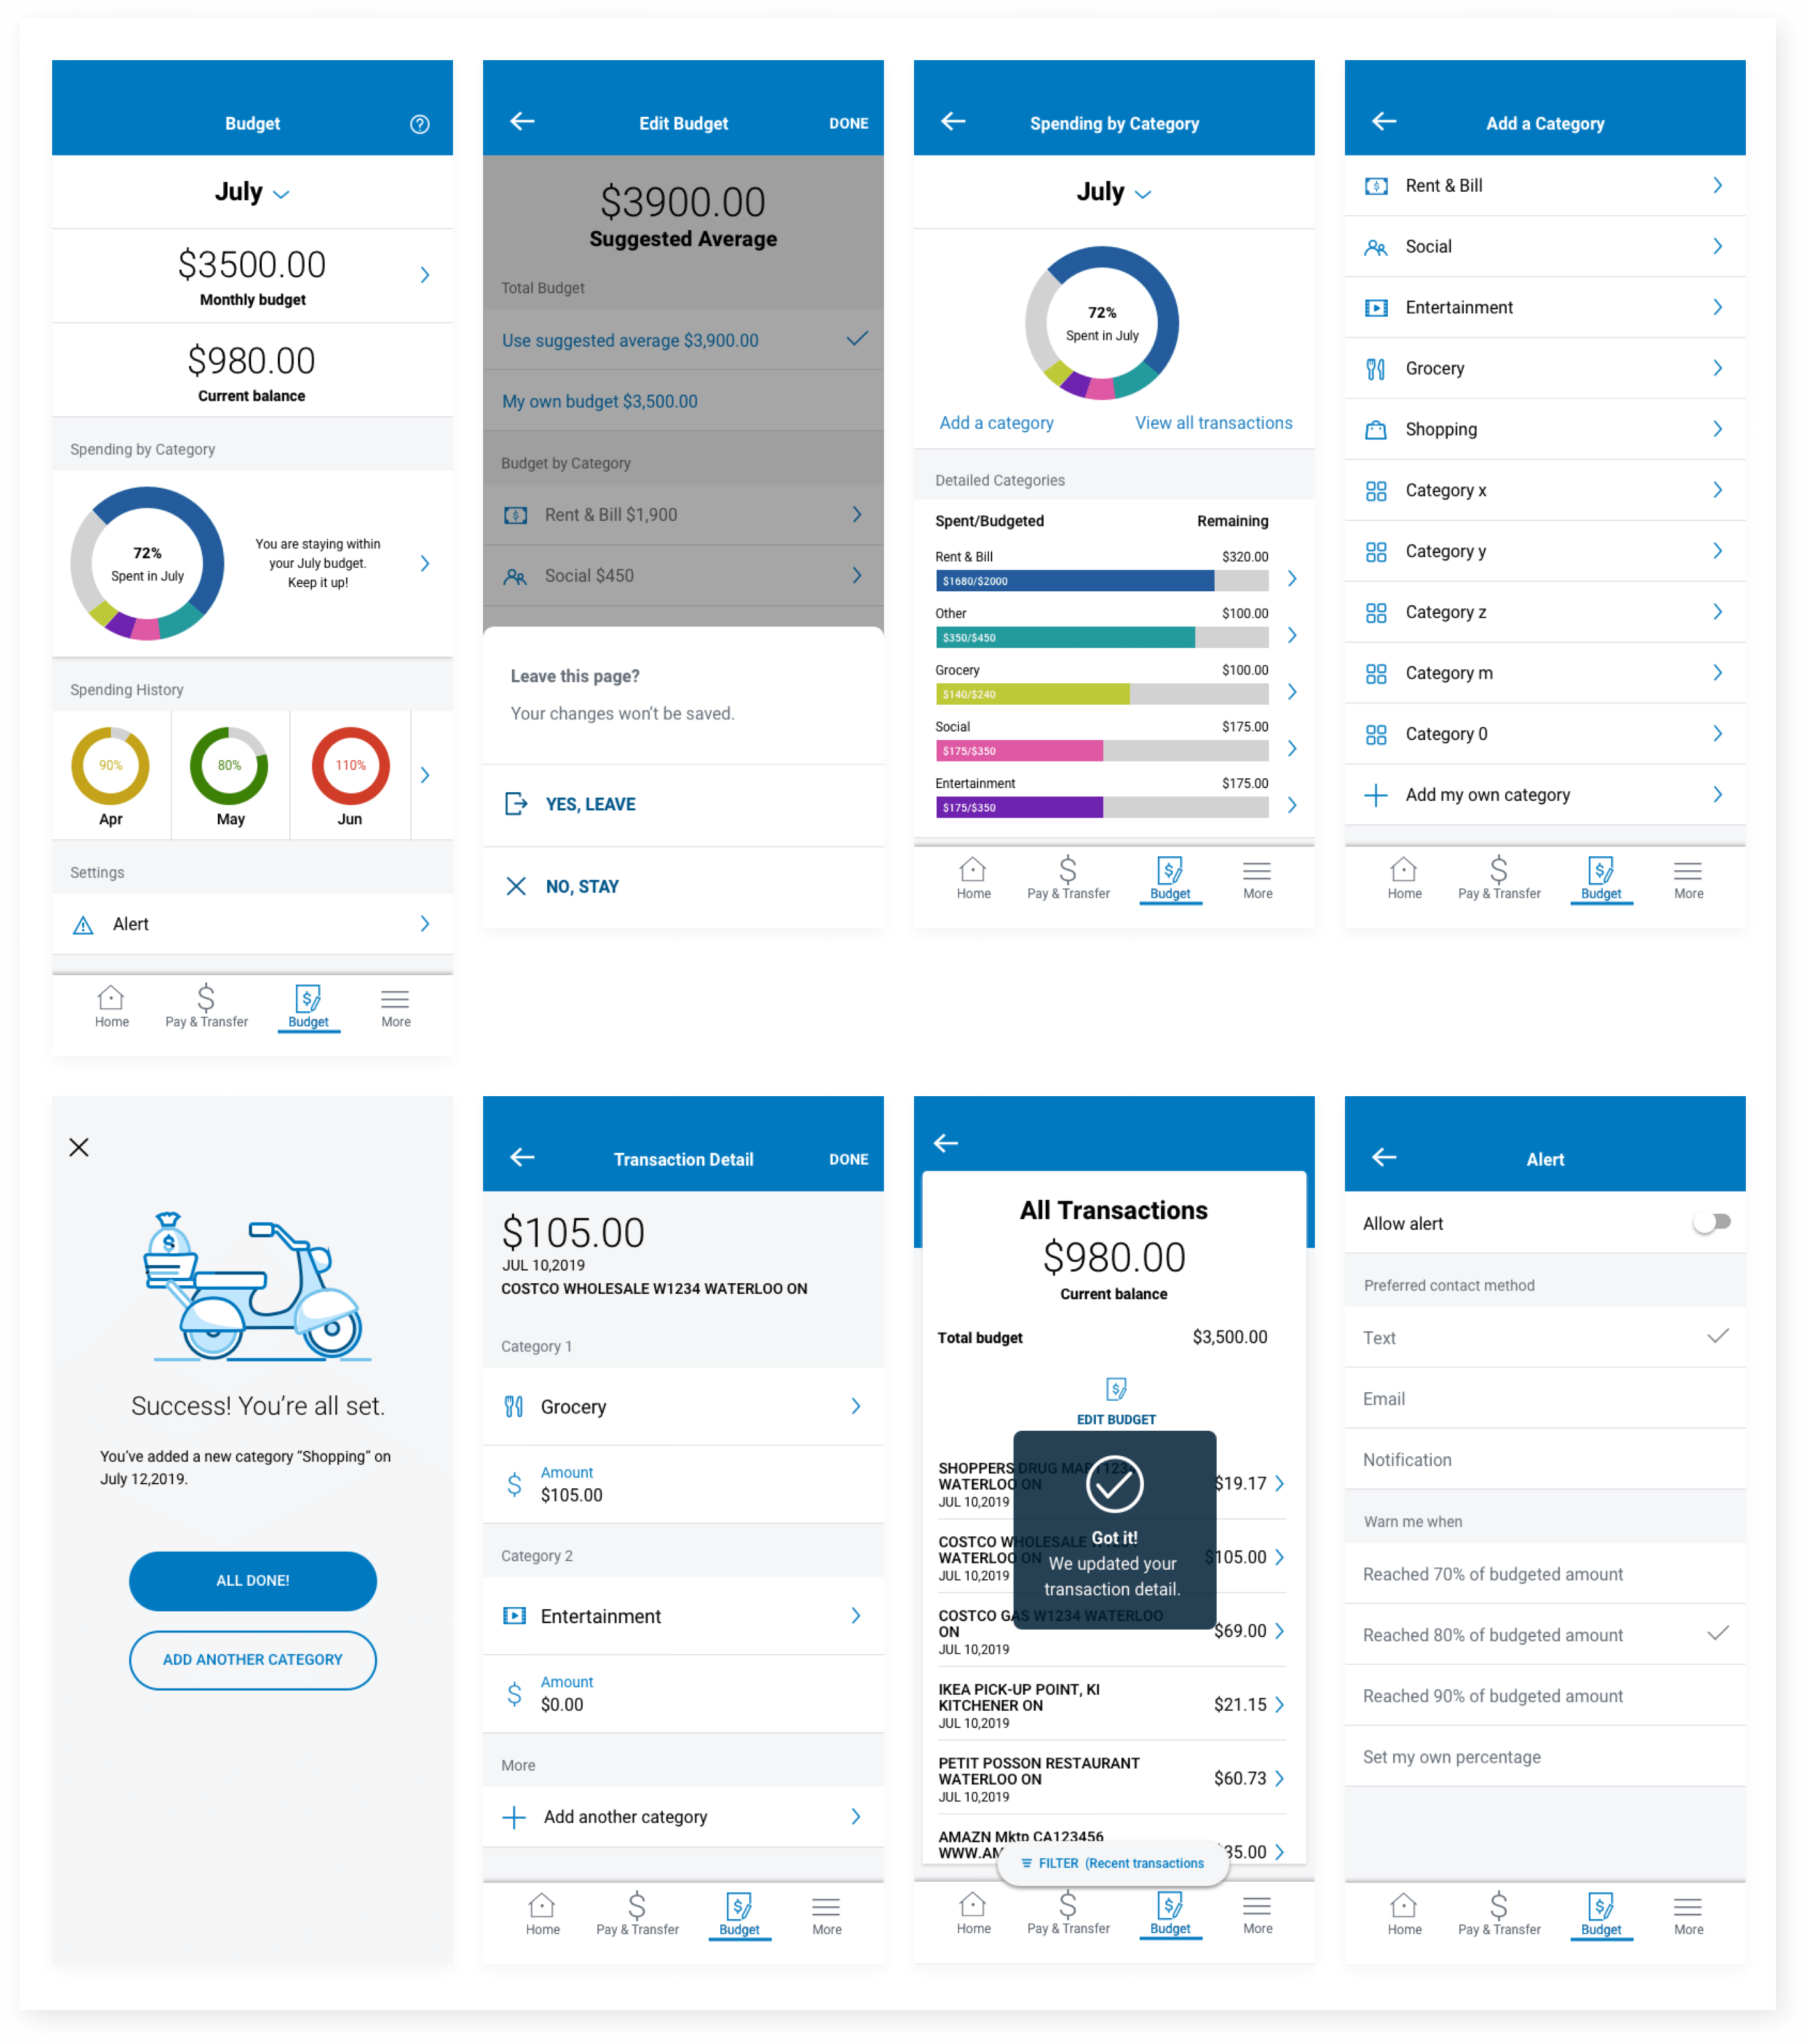 Budget
July
$3500.00
Monthly budget
$980.00
Current balance
Spending by Category
72%
Spent in July
You are staying within
your July budget.
Keep it up!
Spending History
90%
80%
110%
Apr
May
Jun
Settings
Alert
Home
Pay & Transfer
Budget
More
Edit Budget
DONE
$3900.00
Suggested Average
Total Budget
Use suggested average $3,900.00
My own budget $3,500.00
Budget by Category
Rent & Bill $1,900
Social $450
Leave this page?
Your changes won't be saved.
YES, LEAVE
NO, STAY
Spending by Category
July
72%
Spent in July
Add a category
View all transactions
Detailed Categories
Spent/Budgeted
Remaining
Rent & Bill
$320.00
$1680/$2000
Other
$100.00
$350/$450
Grocery
$100.00
$140/$240
Social
$175.00
$175/$350
Entertainment
$175.00
$175/$350
Home
Pay & Transfer
Budget
More
Add a Category
Rent & Bill
Social
Entertainment
Grocery
Shopping
Category x
Category y
Category z
Category m
Category 0
Add my own category
Home
Pay & Transfer
Budget
More
Success! You're all set.
You've added a new category “Shopping” on
July 12,2019.
ALL DONE!
ADD ANOTHER CATEGORY
Transaction Detail
DONE
$105.00
JUL 10,2019
COSTCO WHOLESALE W1234 WATERLOO ON
Category 1
Grocery
Amount
$105.00
Category 2
Entertainment
Amount
$0.00
More
Add another category
Home
Pay & Transfer
Budget
More
All Transactions
$980.00
Current balance
Total budget
$3,500.00
EDIT BUDGET
SHOPPERS DRUG MART1234
WATERLOO ON
JUL 10,2019
$19.17
COSTCO WHOLESALE W1234
WATERLOO ON
JUL 10,2019
$105.00
COSTCO GAS W1234 WATERLOO
ON
JUL 10,2019
$69.00
Got it!
We updated your
transaction detail.
IKEA PICK-UP POINT, KI
KITCHENER ON
JUL 10,2019
$21.15
PETIT POSSON RESTAURANT
WATERLOO ON
JUL 10,2019
$60.73
AMAZN Mktp CA123456
35.00
FILTER (Recent transactions
Home
Pay & Transfer
Budget
More
Alert
Allow alert
Preferred contact method
Text
Email
Notification
Warn me when
Reached 70% of budgeted amount
Reached 80% of budgeted amount
Reached 90% of budgeted amount
Set my own percentage
Home
Pay & Transfer
Budget
More